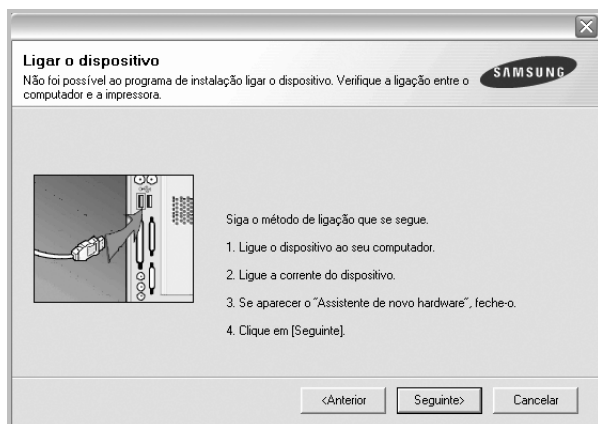 Ligar o dispositivo
Não foi possível ao programa de instalação ligar o dispositivo. Verifique a ligação entre o
computador e a impressora.
SAMSUNG
Siga o método de ligação que se segue.
1. Ligue o dispositivo ao seu computador.
2. Ligue a corrente do dispositivo.
3. Se aparecer o "Assistente de novo hardware", feche-o.
4. Clique em [Seguinte].
<Anterior
Seguinte>
Cancelar